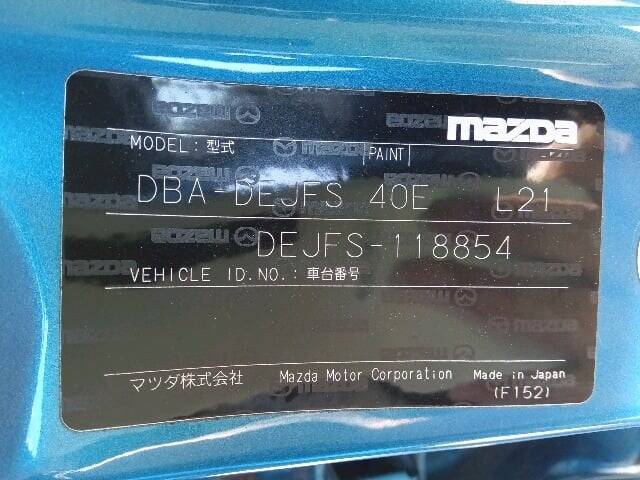 mazda
MODEL: 型式 PAINT
DBA-DEJFS 40E L21
DEJFS-118854
VEHICLE ID.NO.: 車台番号
マツダ株式会社 Mazda Motor Corporation Made in Japan
(F152)